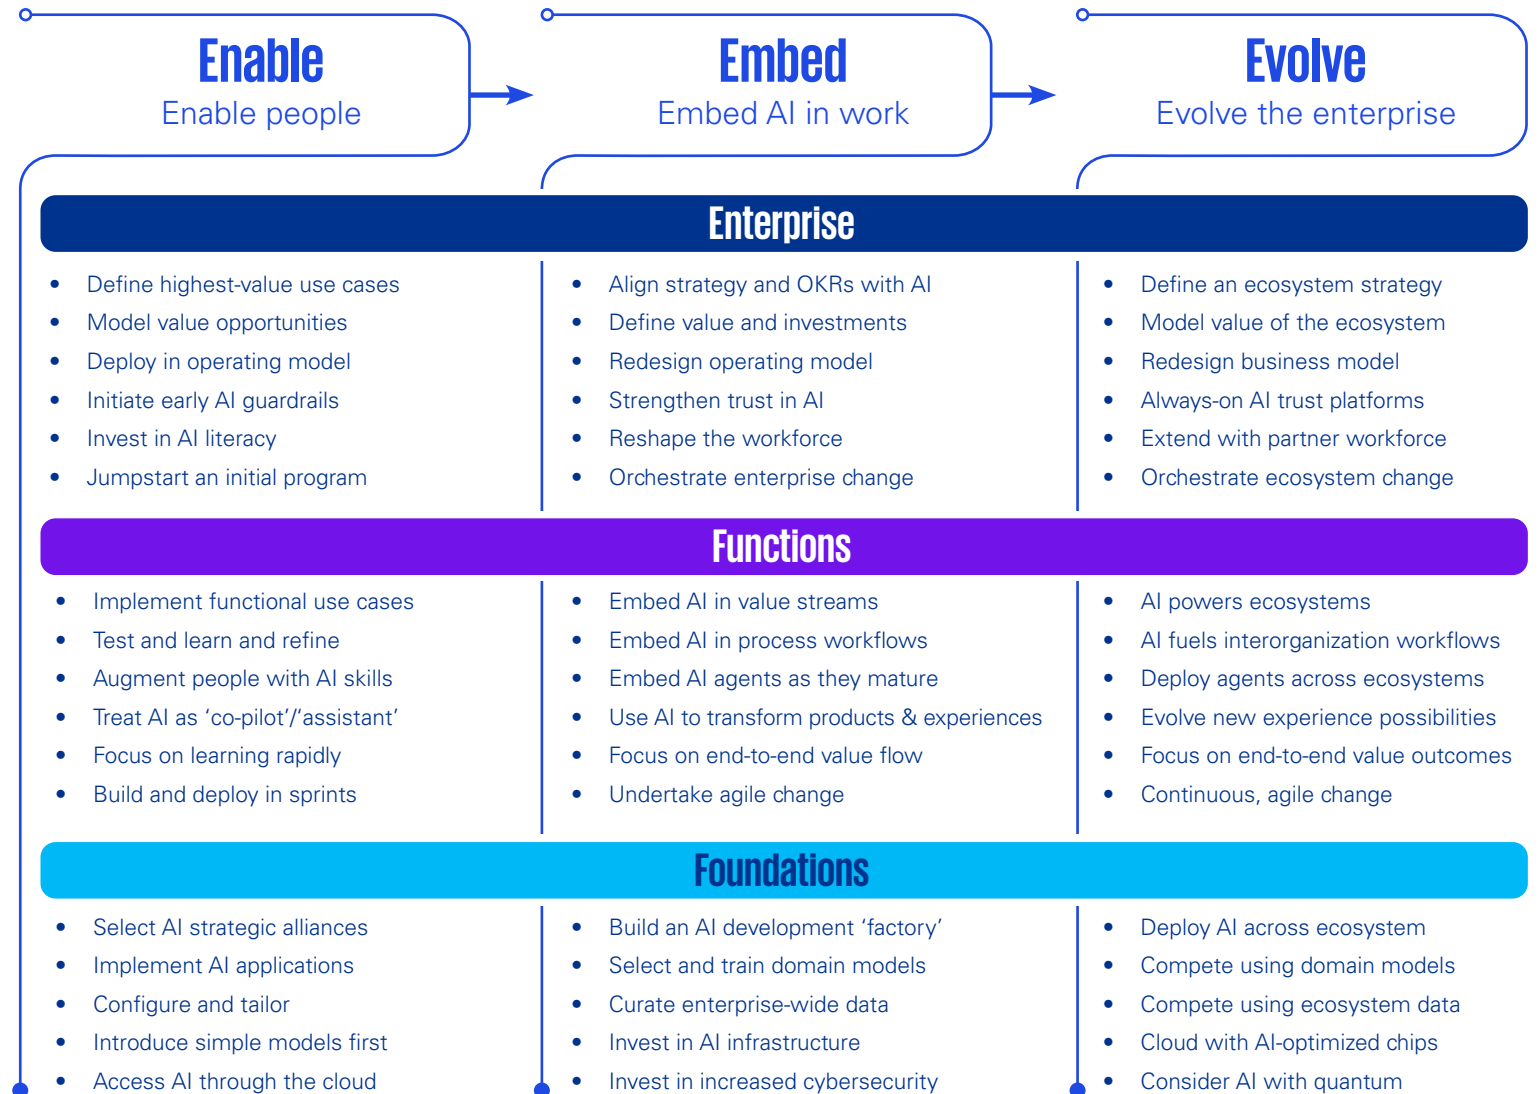 Enable
Enable people
Embed
Embed AI in work
Evolve
Evolve the enterprise
Enterprise
• Define highest-value use cases
• Model value opportunities
• Deploy in operating model
• Initiate early AI guardrails
• Invest in AI literacy
• Jumpstart an initial program
• Align strategy and OKRs with AI
• Define value and investments
• Redesign operating model
• Strengthen trust in AI
• Reshape the workforce
• Orchestrate enterprise change
• Define an ecosystem strategy
• Model value of the ecosystem
• Redesign business model
• Always-on AI trust platforms
• Extend with partner workforce
• Orchestrate ecosystem change
Functions
• Implement functional use cases
• Test and learn and refine
• Augment people with AI skills
• Treat AI as ‘co-pilot’/‘assistant’
• Focus on learning rapidly
• Build and deploy in sprints
• Embed AI in value streams
• Embed AI in process workflows
• Embed AI agents as they mature
• Use AI to transform products & experiences
• Focus on end-to-end value flow
• Undertake agile change
• AI powers ecosystems
• AI fuels interorganization workflows
• Deploy agents across ecosystems
• Evolve new experience possibilities
• Focus on end-to-end value outcomes
• Continuous, agile change
Foundations
• Select AI strategic alliances
• Implement AI applications
• Configure and tailor
• Introduce simple models first
• Access AI through the cloud
• Build an AI development ‘factory’
• Select and train domain models
• Curate enterprise-wide data
• Invest in AI infrastructure
• Invest in increased cybersecurity
• Deploy AI across ecosystem
• Compete using domain models
• Compete using ecosystem data
• Cloud with AI-optimized chips
• Consider AI with quantum